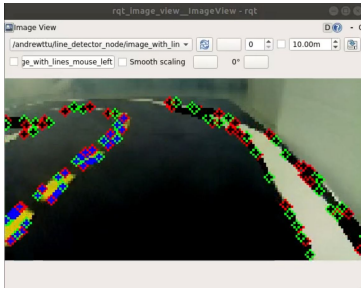 rqt_image_view__ImageView - rqt
Image View
D -
/andrewttu/line_detector_node/image_with_lin
0
10.00m
ge_with_lines_mouse_left
Smooth scaling
0°